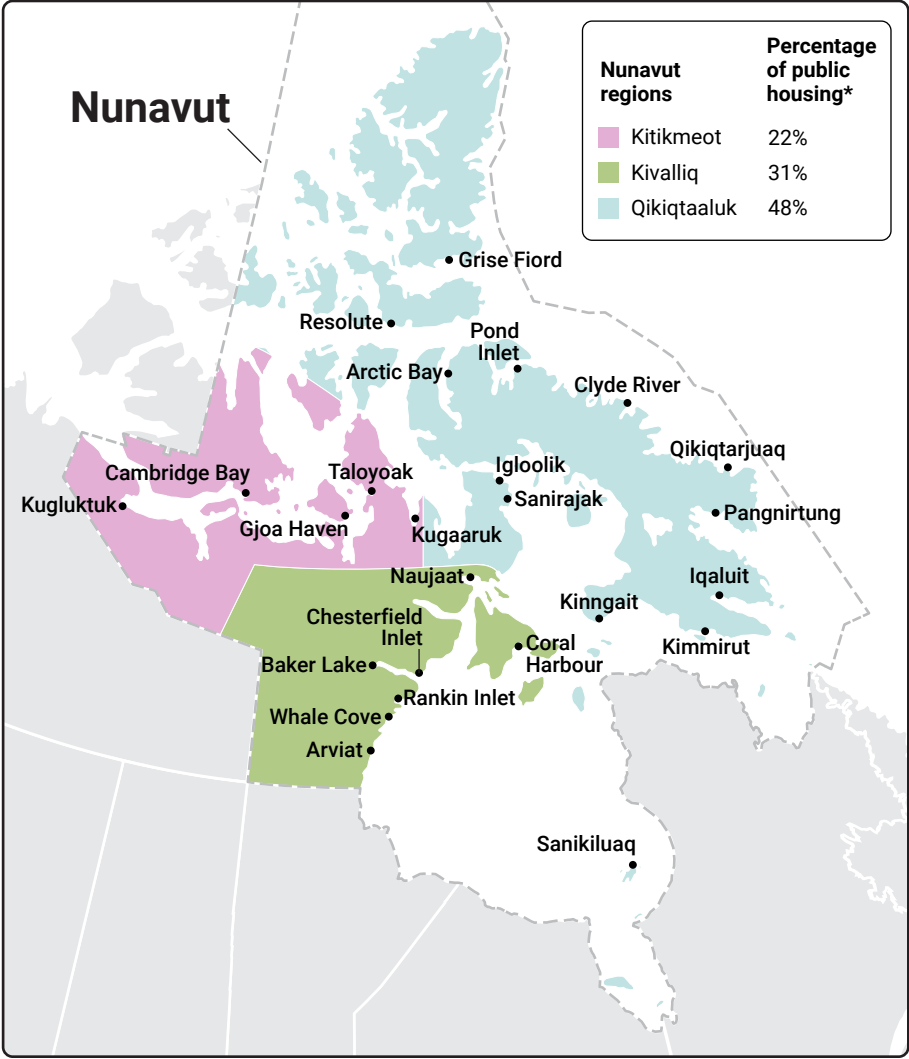 Nunavut
Nunavut
regions
Percentage
of public
housing*
Kitikmeot 22%
Kivalliq 31%
Qikiqtaaluk 48%
Grise Fiord
Resolute
Pond
Inlet
Arctic Bay
Clyde River
Qikiqtarjuaq
Igloolik
Cambridge Bay
Taloyoak
Sanirajak
Kugluktuk
Pangnirtung
Gjoa Haven
Kugaaruk
Naujaat
Iqaluit
Kinngait
Chesterfield
Inlet
Coral
Harbour
Kimmirut
Baker Lake
Rankin Inlet
Whale Cove
Arviat
Sanikiluaq